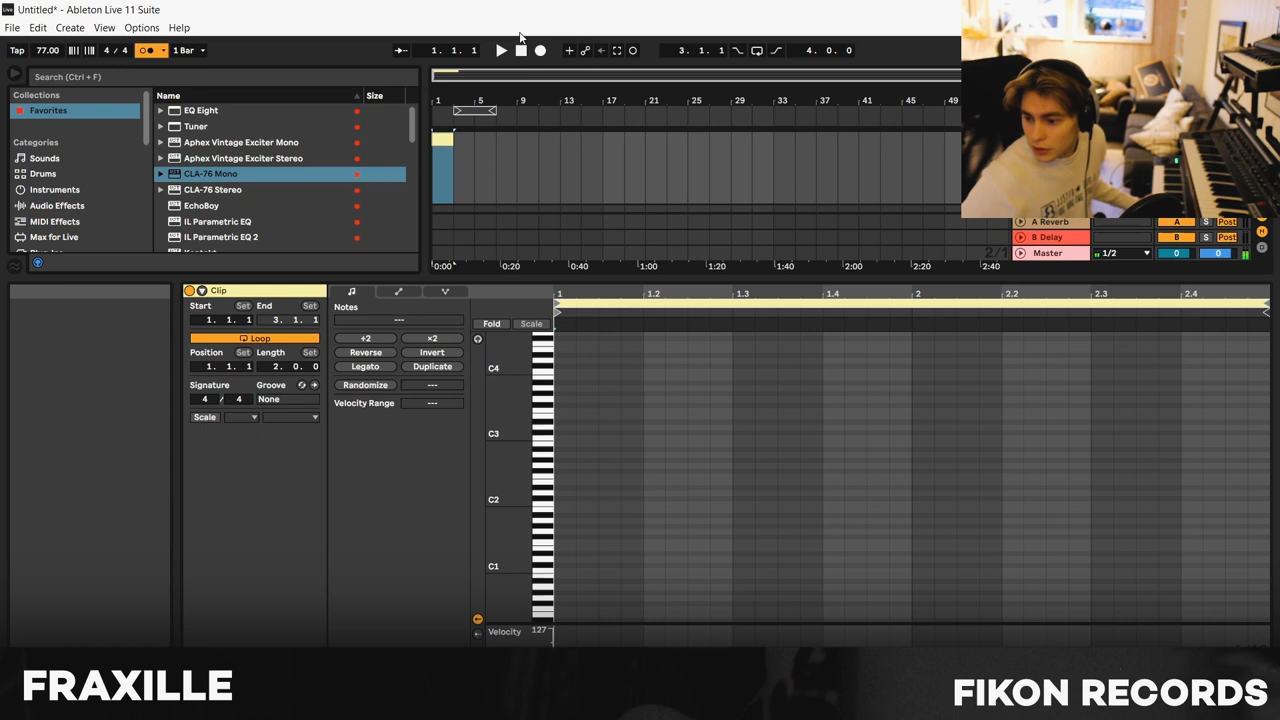 Live Untitled* - Ableton Live 11 Suite
File Edit Create View Options Help
Tap 77.00 4 / 4 1 Bar 1. 1. 1 3. 1. 1 4. 0. 0
Search (Ctrl + F)
Collections
Favorites
Categories
Sounds
Drums
Instruments
Audio Effects
MIDI Effects
Max for Live
Name Size
EQ Eight
Tuner
Aphex Vintage Exciter Mono
Aphex Vintage Exciter Stereo
CLA-76 Mono
CLA-76 Stereo
EchoBoy
IL Parametric EQ
IL Parametric EQ 2
1 5 9 13 17 21 25 29 33 37 41 45 49
A Reverb A S Post
B Delay B S Post
2/1 Master 1/2 0 0
0:00 0:20 0:40 1:00 1:20 1:40 2:00 2:20 2:40
Clip
Start Set End Set
1. 1. 1 3. 1. 1
Loop
Position Set Length Set
1. 1. 1 2. 0. 0
Signature Groove
4 / 4 None
Scale
Notes
---
+2 ×2
Reverse Invert
Legato Duplicate
Randomize ---
Velocity Range ---
1 1.2 1.3 1.4 2 2.2 2.3 2.4
Fold Scale
C4
C3
C2
C1
Velocity 127
FRAXILLE
FIKON RECORDS